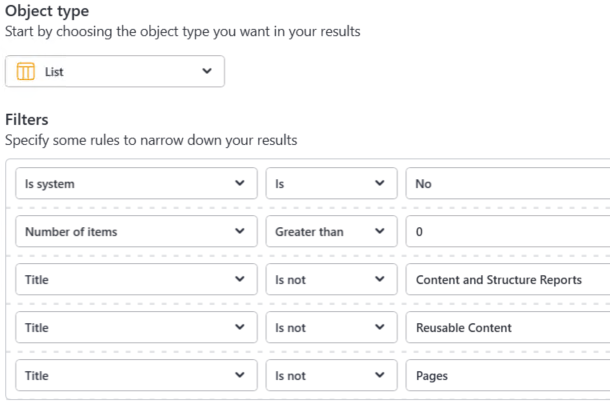 Object type
Start by choosing the object type you want in your results
List
Filters
Specify some rules to narrow down your results
Is system Is No
Number of items Greater than 0
Title Is not Content and Structure Reports
Title Is not Reusable Content
Title Is not Pages